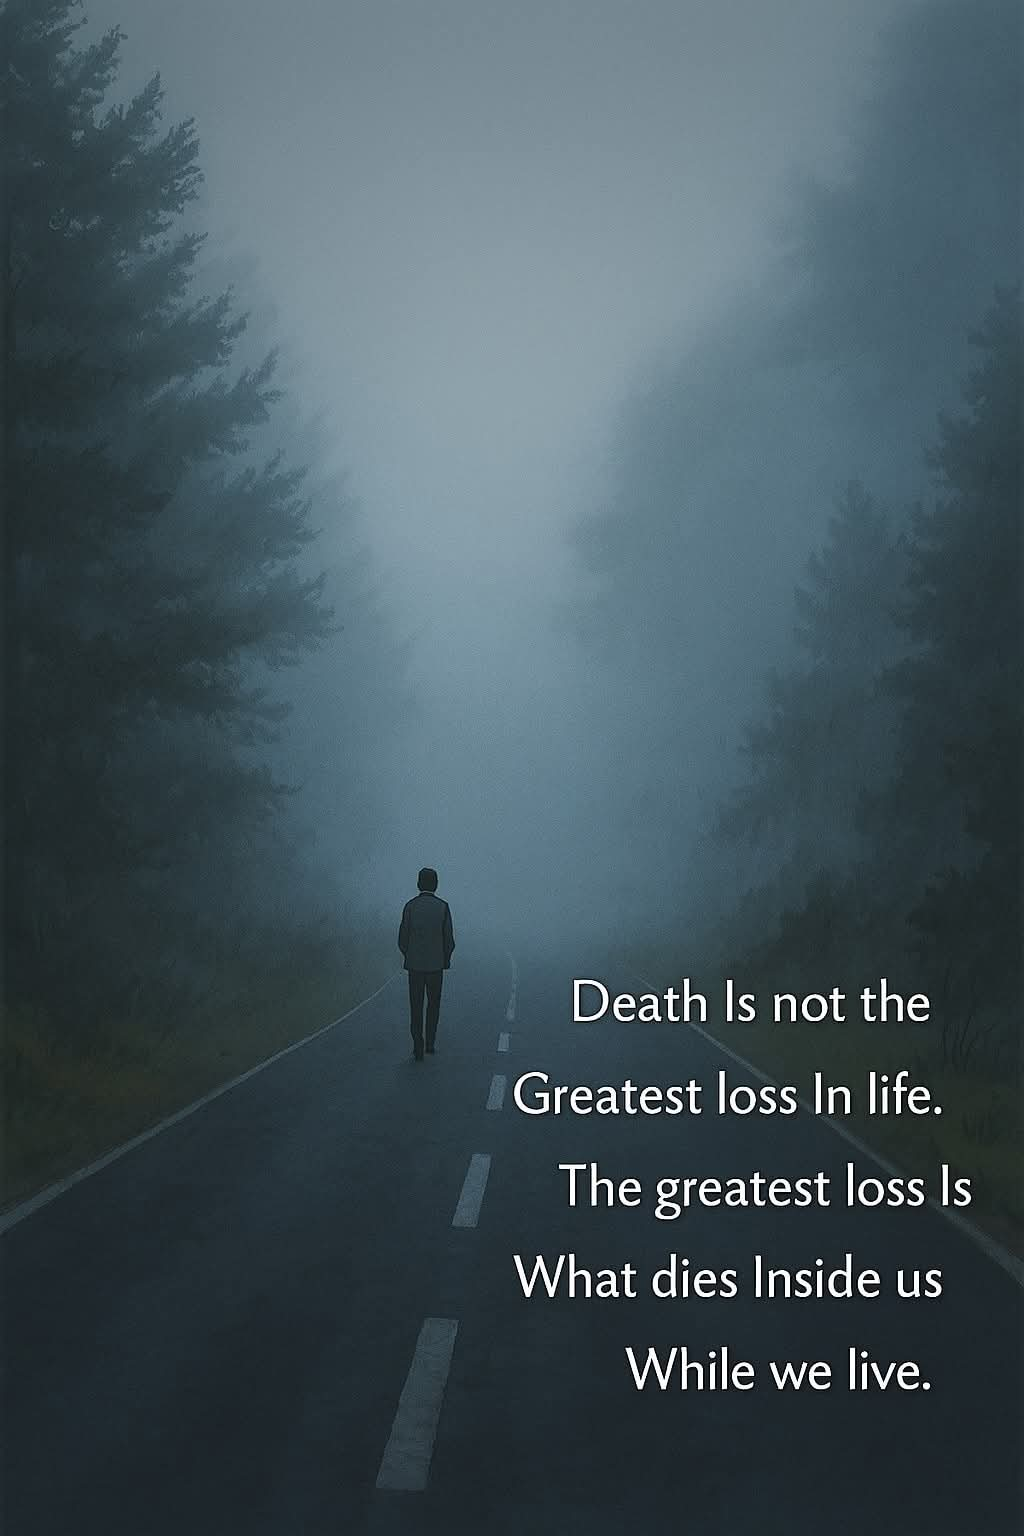 Death Is not the
Greatest loss In life.
The greatest loss Is
What dies Inside us
While we live.